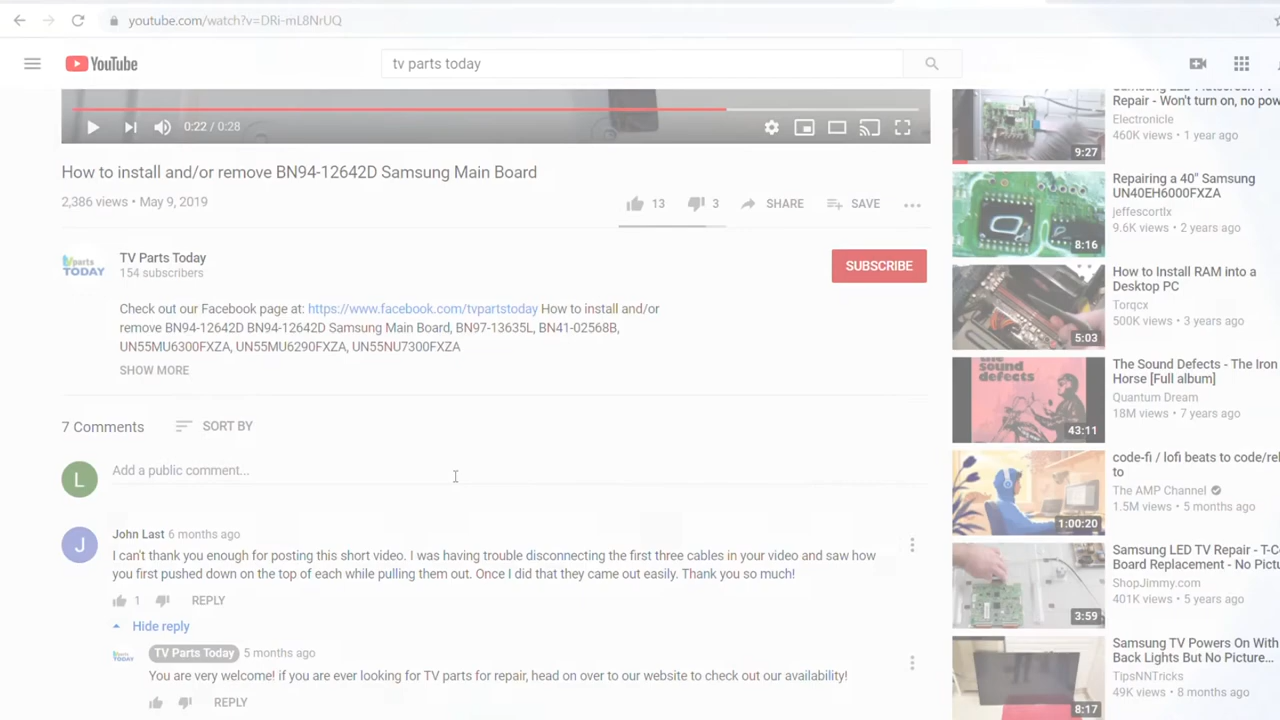 youtube.com/watch?v=DRi-mL8NrUQ
YouTube
tv parts today
0:22 / 0:28
How to install and/or remove BN94-12642D Samsung Main Board
2,386 views • May 9, 2019
13
3
SHARE
SAVE
TV Parts Today
154 subscribers
SUBSCRIBE
tv parts TODAY
Check out our Facebook page at: https://www.facebook.com/tvpartstoday How to install and/or
remove BN94-12642D BN94-12642D Samsung Main Board, BN97-13635L, BN41-02568B,
UN55MU6300FXZA, UN55MU6290FXZA, UN55NU7300FXZA
SHOW MORE
7 Comments
SORT BY
L
Add a public comment...
J
John Last 6 months ago
I can't thank you enough for posting this short video. I was having trouble disconnecting the first three cables in your video and saw how
you first pushed down on the top of each while pulling them out. Once I did that they came out easily. Thank you so much!
1
REPLY
Hide reply
TV Parts Today 5 months ago
You are very welcome! if you are ever looking for TV parts for repair, head on over to our website to check out our availability!
REPLY
Repair - Won't turn on, no pow
Electronicle
460K views • 1 year ago
9:27
Repairing a 40" Samsung
UN40EH6000FXZA
jeffescortlx
9.6K views • 2 years ago
8:16
How to Install RAM into a
Desktop PC
Torqcx
500K views • 3 years ago
5:03
The Sound Defects - The Iron
Horse [Full album]
Quantum Dream
18M views • 7 years ago
the sound
defects
43:11
code-fi / lofi beats to code/rel
to
The AMP Channel
1.5M views • 5 months ago
1:00:20
Samsung LED TV Repair - T-C
Board Replacement - No Pictu
ShopJimmy.com
401K views • 5 years ago
3:59
Samsung TV Powers On With
Back Lights But No Picture...
TipsNNTricks
49K views • 8 months ago
8:17